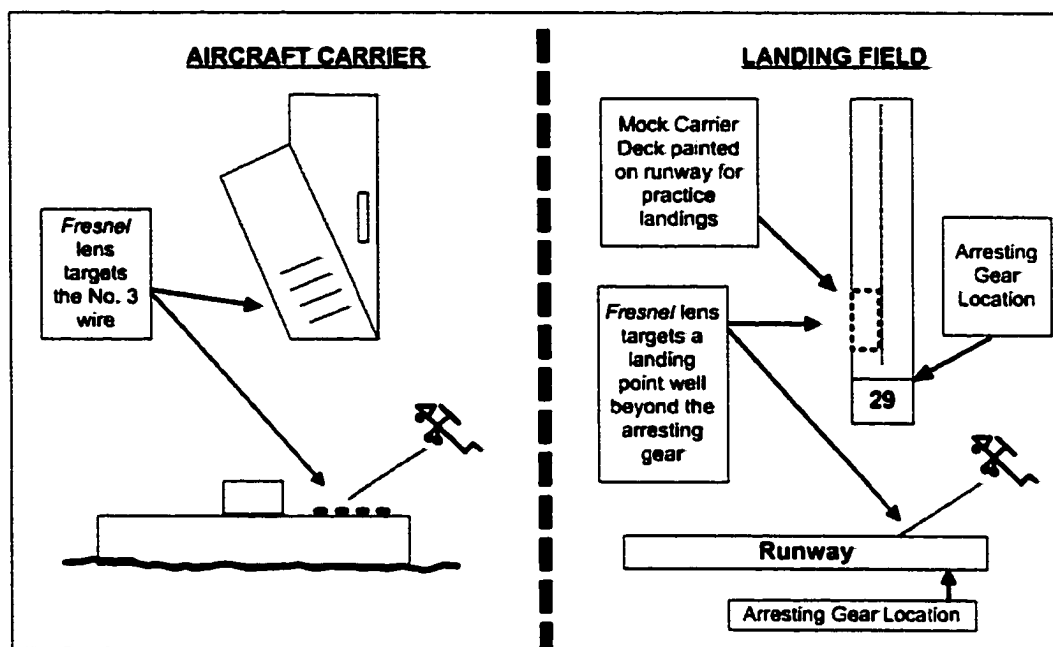 AIRCRAFT CARRIER
Fresnel
lens
targets
the No. 3
wire
LANDING FIELD
Mock Carrier
Deck painted
on runway for
practice
landings
Arresting
Gear
Location
Fresnel lens
targets a
landing
point well
beyond the
arresting
gear
29
Runway
Arresting Gear Location